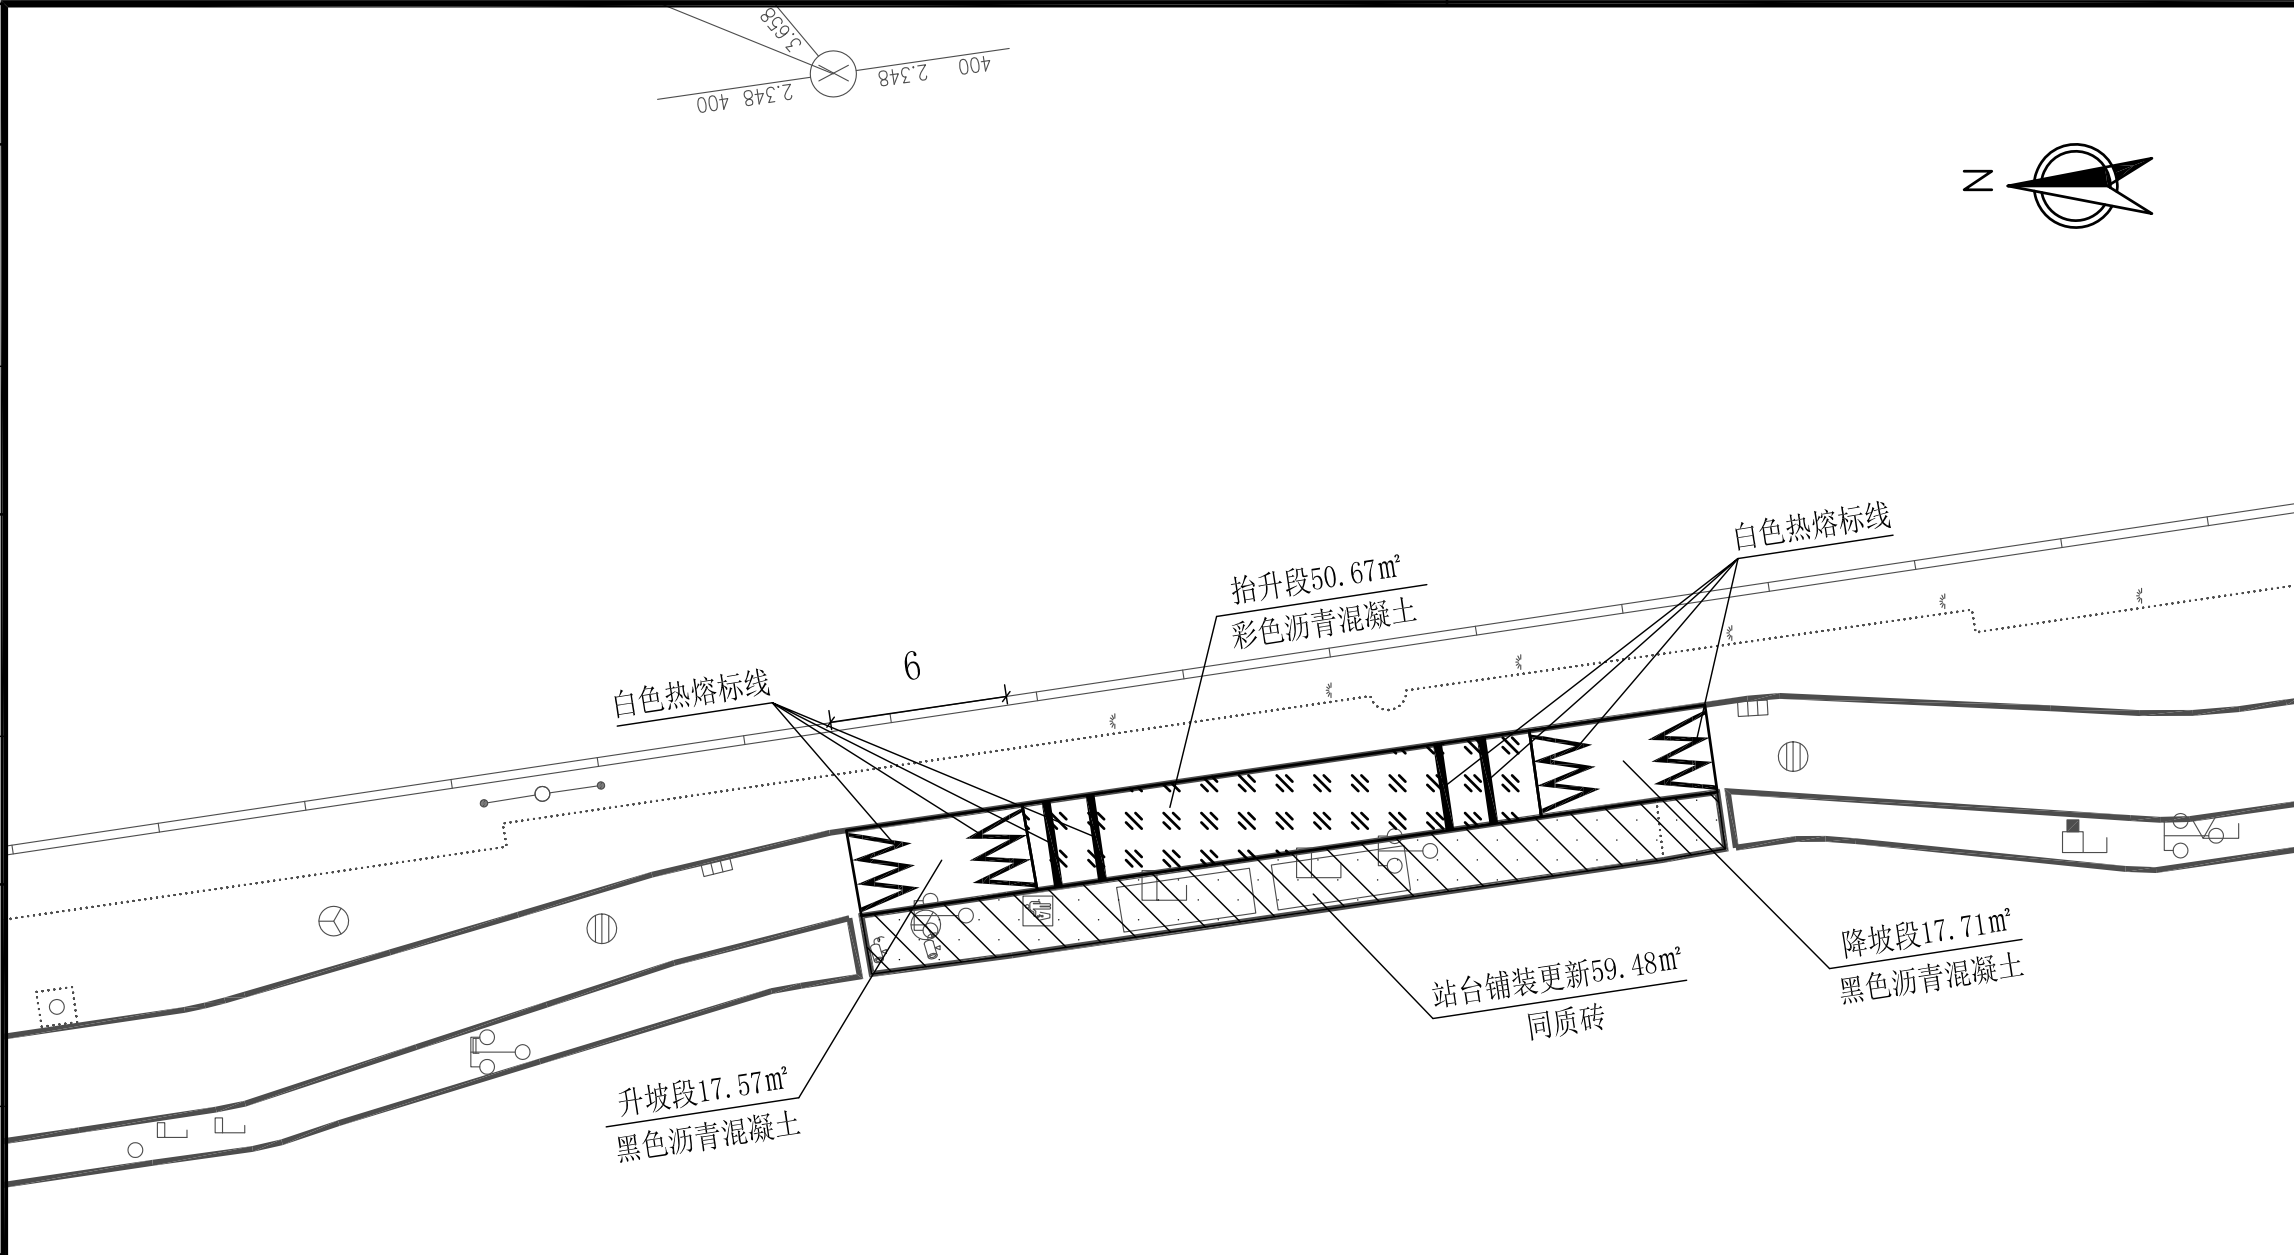 3.658
400 2.348
2.348 400
N
白色热熔标线
抬升段50.67㎡
彩色沥青混凝土
6
白色热熔标线
降坡段17.71㎡
黑色沥青混凝土
站台铺装更新59.48㎡
同质砖
升坡段17.57㎡
黑色沥青混凝土